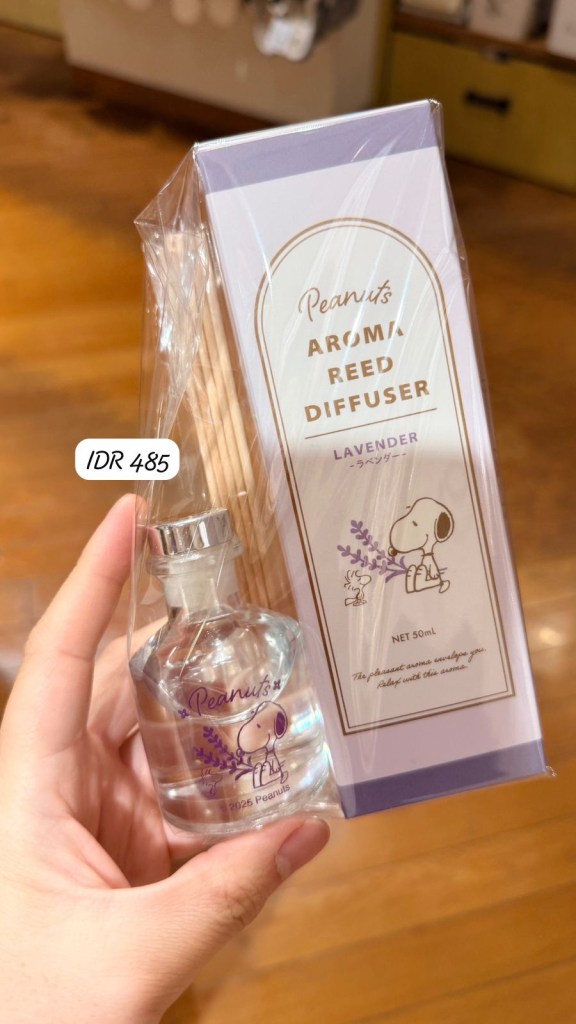 Peanuts
AROMA
REED
DIFFUSER
LAVENDER
-ラベンダー-
IDR 485
NET 50mL
The pleasant aroma envelops you.
Relax with this aroma.
Peanuts
2025 Peanuts